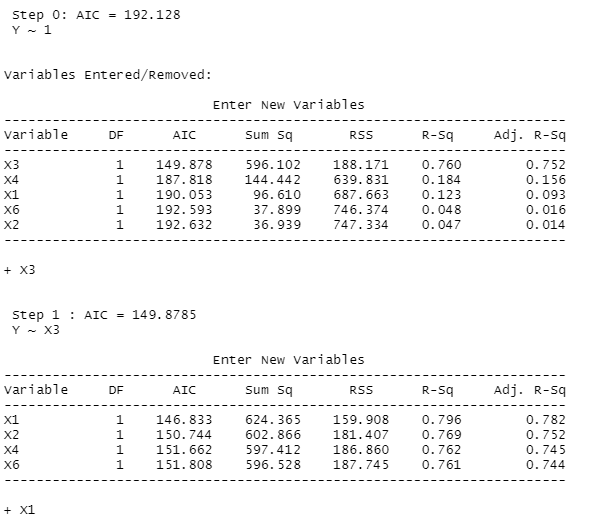 Step 0: AIC = 192.128
Y ~ 1
Variables Entered/Removed:
Enter New Variables
----------------------------------------------------------------------
Variable DF AIC Sum Sq RSS R-Sq Adj. R-Sq
----------------------------------------------------------------------
X3 1 149.878 596.102 188.171 0.760 0.752
X4 1 187.818 144.442 639.831 0.184 0.156
X1 1 190.053 96.610 687.663 0.123 0.093
X6 1 192.593 37.899 746.374 0.048 0.016
X2 1 192.632 36.939 747.334 0.047 0.014
----------------------------------------------------------------------
+ X3
Step 1 : AIC = 149.8785
Y ~ X3
Enter New Variables
----------------------------------------------------------------------
Variable DF AIC Sum Sq RSS R-Sq Adj. R-Sq
----------------------------------------------------------------------
X1 1 146.833 624.365 159.908 0.796 0.782
X2 1 150.744 602.866 181.407 0.769 0.752
X4 1 151.662 597.412 186.860 0.762 0.745
X6 1 151.808 596.528 187.745 0.761 0.744
----------------------------------------------------------------------
+ X1